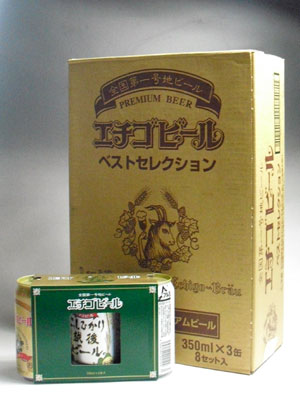 全国第一号地ビール
PREMIUM BEER
エチゴビール
ベストセレクション
Echigo-Bräu
アムビール
350ml×3缶
8セット入
全国第一号地ビール
エチゴビール
こしひかり
越後
ビール